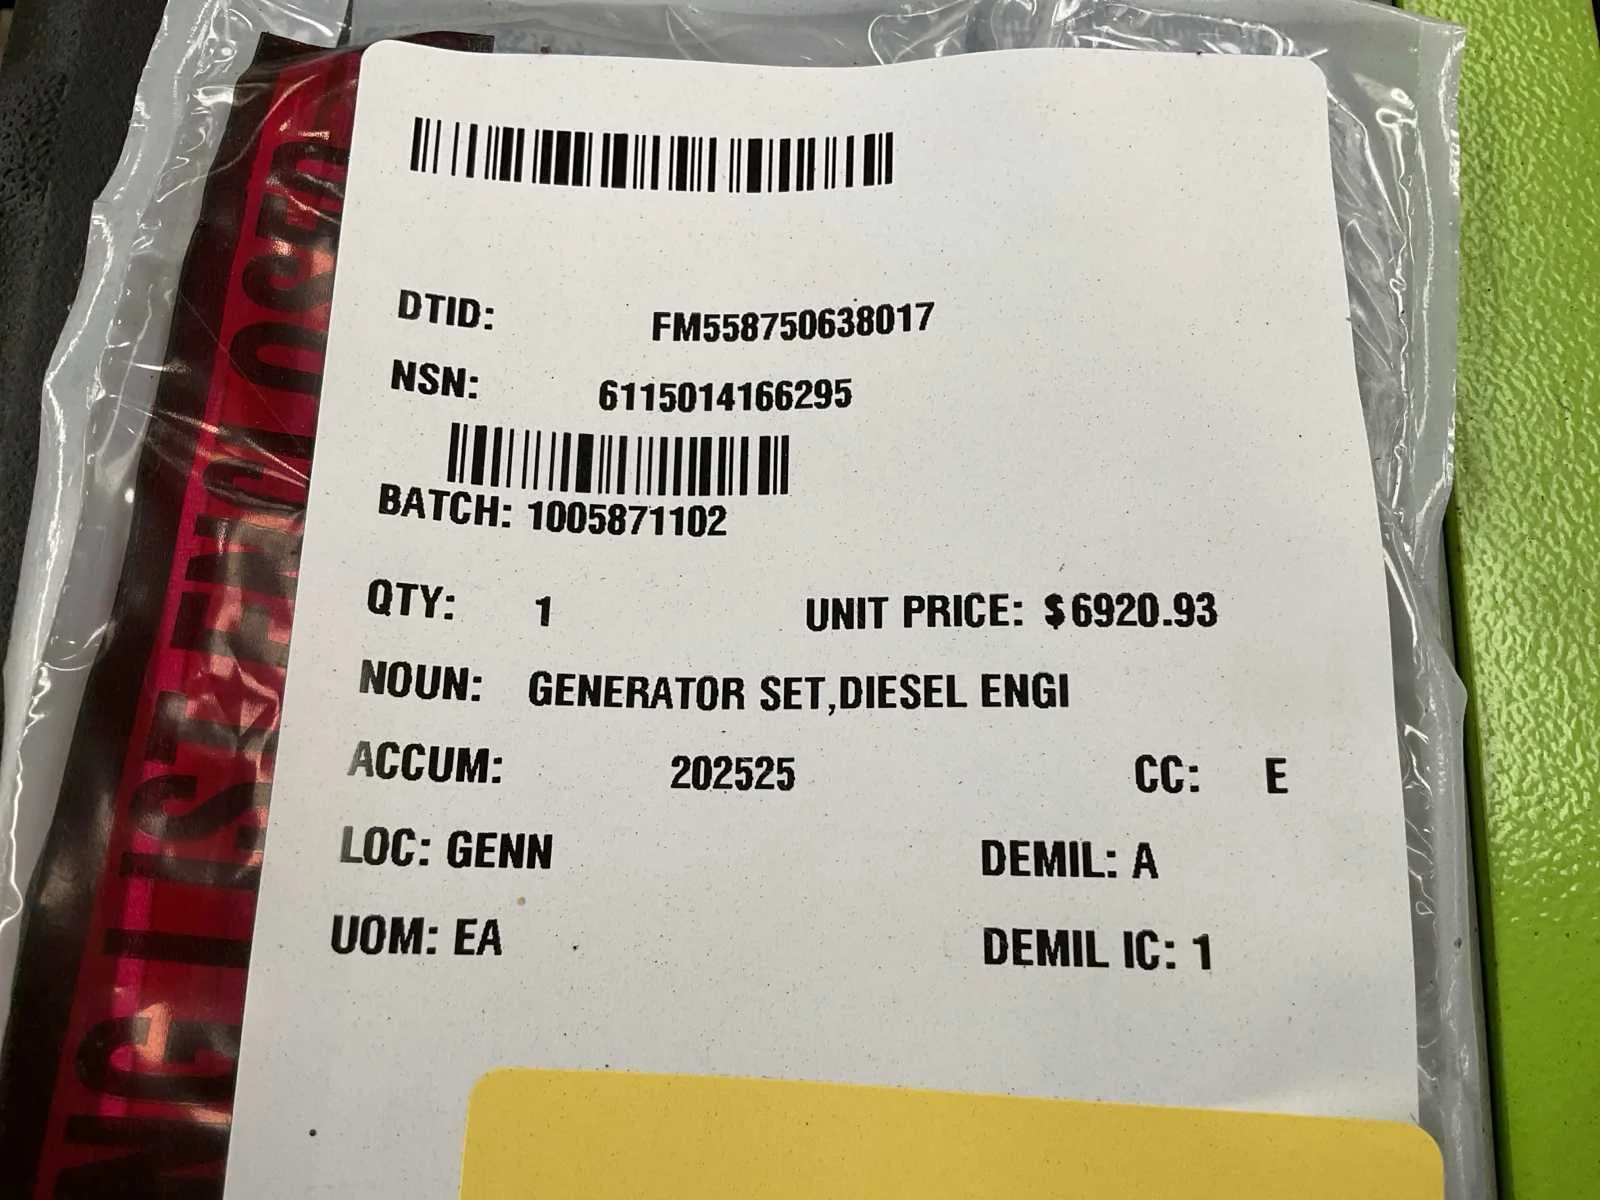 DTID: FM558750638017
NSN: 6115014166295
BATCH: 1005871102
QTY: 1 UNIT PRICE: $6920.93
NOUN: GENERATOR SET,DIESEL ENGI
ACCUM: 202525 CC: E
LOC: GENN DEMIL: A
UOM: EA DEMIL IC: 1